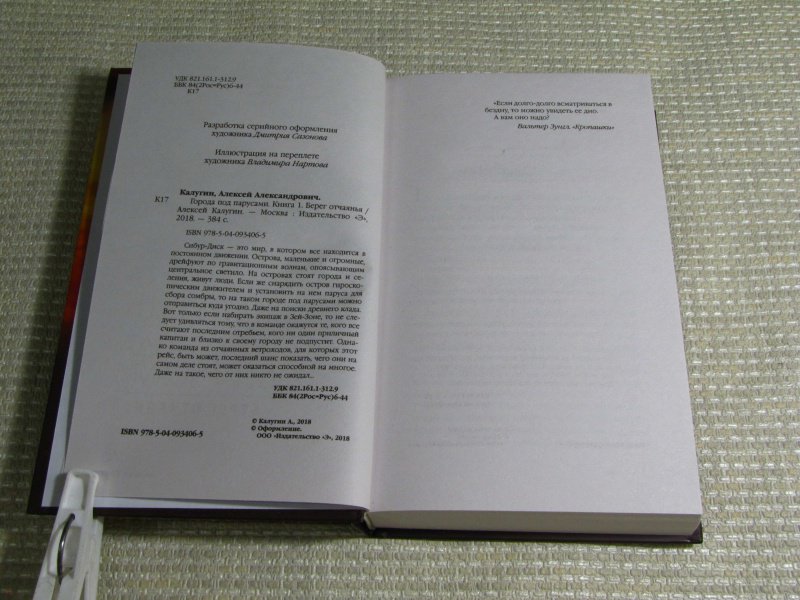 УДК 821.161.1-312.9
ББК 84(2Рос=Рус)6-44
К17
Разработка серийного оформления
художника Дмитрия Сазонова
Иллюстрация на переплете
художника Владимира Нартова
Калугин, Алексей Александрович.
К17 Города под парусами. Книга 1. Берег отчаянья /
Алексей Калугин. — Москва : Издательство «Э»,
2018. — 384 с.
ISBN 978-5-04-093406-5
Сибур-Диск — это мир, в котором все находится в
постоянном движении. Острова, маленькие и огромные,
дрейфуют по гравитационным волнам, опоясывающим
центральное светило. На островах стоят города и се-
ления, живут люди. Если же снарядить остров гироско-
пическим движителем и установить на нем паруса для
сбора сомбры, то на таком городе под парусами можно
отправиться куда угодно. Даже на поиски древнего клада.
Вот только если набирать экипаж в Зей-Зоне, то не сле-
дует удивляться тому, что в команде окажутся те, кого все
считают последним отребьем, кого ни один приличный
капитан и близко к своему городу не подпустит. Одна-
ко команда из отчаянных ветроходов, для которых этот
рейс, быть может, последний шанс показать, чего они на
самом деле стоят, может оказаться способной на многое.
Даже на такое, чего от них никто не ожидал...
УДК 821.161.1-312.9
ББК 84(2Рос=Рус)6-44
© Калугин А., 2018
© Оформление.
ISBN 978-5-04-093406-5 ООО «Издательство «Э», 2018
«Если долго-долго всматриваться в
бездну, то можно увидеть ее дно.
А вам оно надо?
Вальтер Зунгл. «Кропашки»